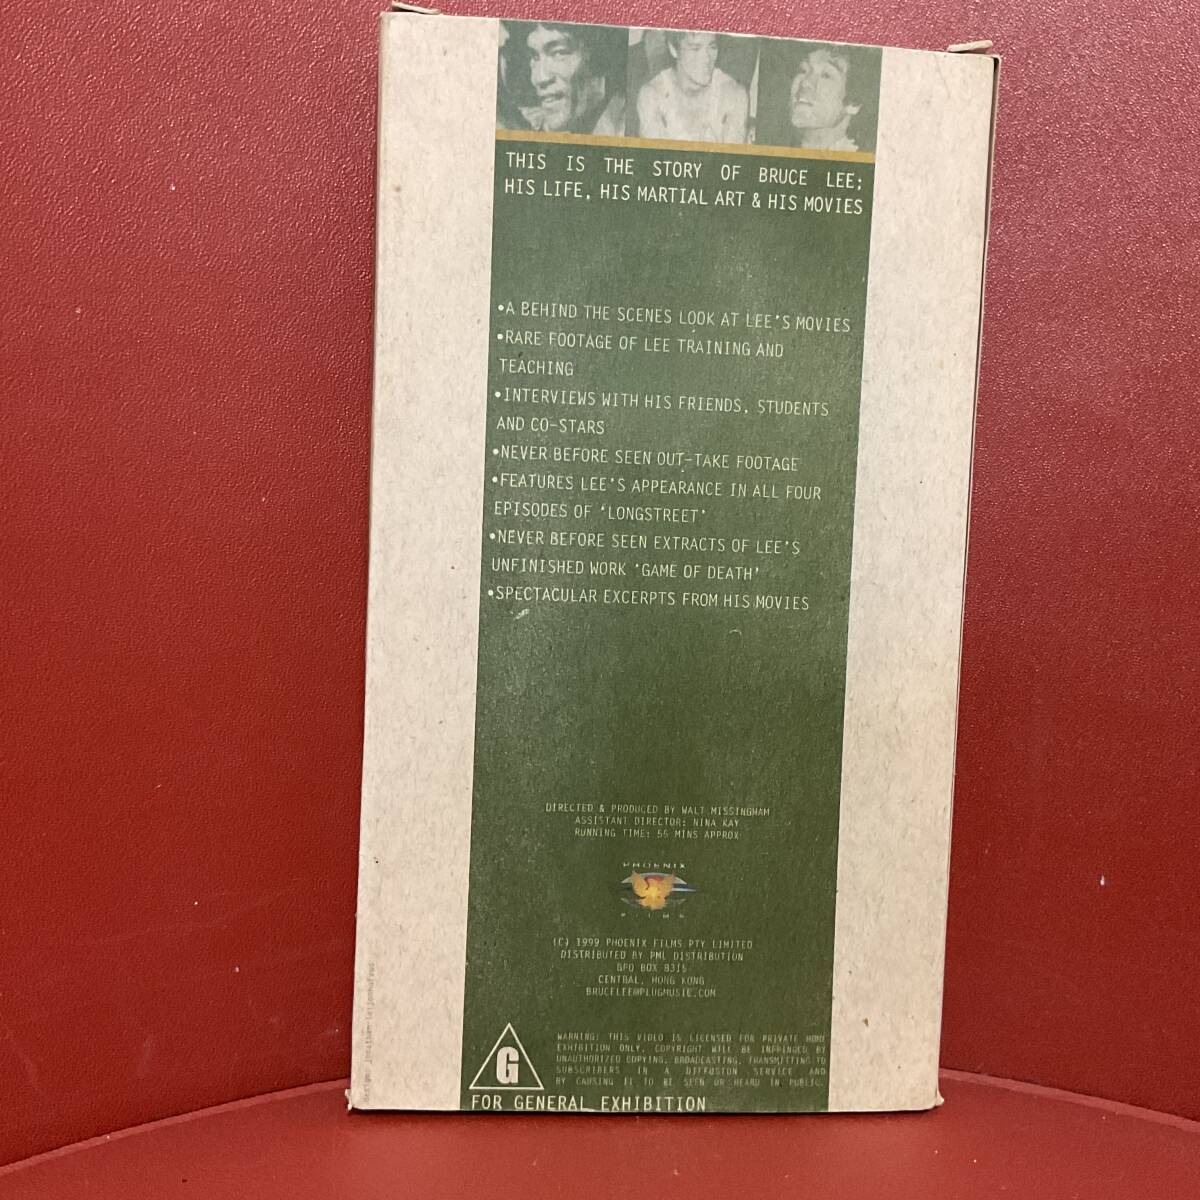 THIS IS THE STORY OF BRUCE LEE;
HIS LIFE, HIS MARTIAL ART & HIS MOVIES
•A BEHIND THE SCENES LOOK AT LEE'S MOVIES
•RARE FOOTAGE OF LEE TRAINING AND
TEACHING
•INTERVIEWS WITH HIS FRIENDS, STUDENTS
AND CO-STARS
•NEVER BEFORE SEEN OUT-TAKE FOOTAGE
•FEATURES LEE'S APPEARANCE IN ALL FOUR
EPISODES OF 'LONGSTREET'
•NEVER BEFORE SEEN EXTRACTS OF LEE'S
UNFINISHED WORK 'GAME OF DEATH'
•SPECTACULAR EXCERPTS FROM HIS MOVIES
DIRECTED & PRODUCED BY WALT MISSINGHAM
ASSISTANT DIRECTOR: NINA KAY
RUNNING TIME: 55 MINS APPROX
PHOENIX
FILMS
(C) 1999 PHOENIX FILMS PTY LIMITED
DISTRIBUTED BY PML DISTRIBUTION
GPO BOX 8315
CENTRAL, HONG KONG
BRUCELEE@PLUGMUSIC.COM
WARNING: THIS VIDEO IS LICENSED FOR PRIVATE HOME
EXHIBITION ONLY. COPYRIGHT WILL BE INFRINGED BY
UNAUTHORIZED COPYING, BROADCASTING, TRANSMITTING TO
SUBSCRIBERS IN A DIFFUSION SERVICE AND
BY CAUSING IT TO BE SEEN OR HEARD IN PUBLIC.
G
FOR GENERAL EXHIBITION